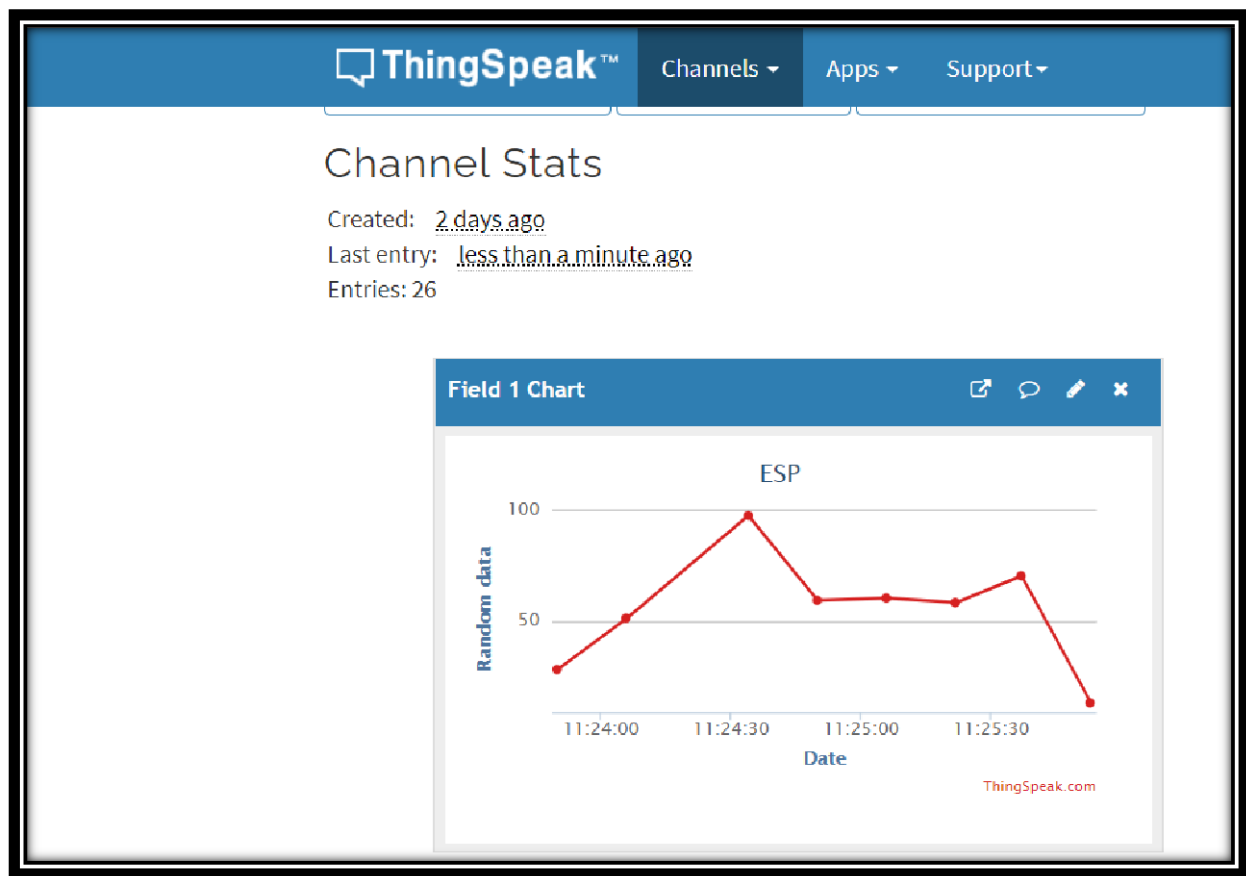 ThingSpeak™ Channels Apps Support
Channel Stats
Created: 2 days ago
Last entry: less than a minute ago
Entries: 26
Field 1 Chart
ESP
100
50
Random data
11:24:00 11:24:30 11:25:00 11:25:30
Date
ThingSpeak.com